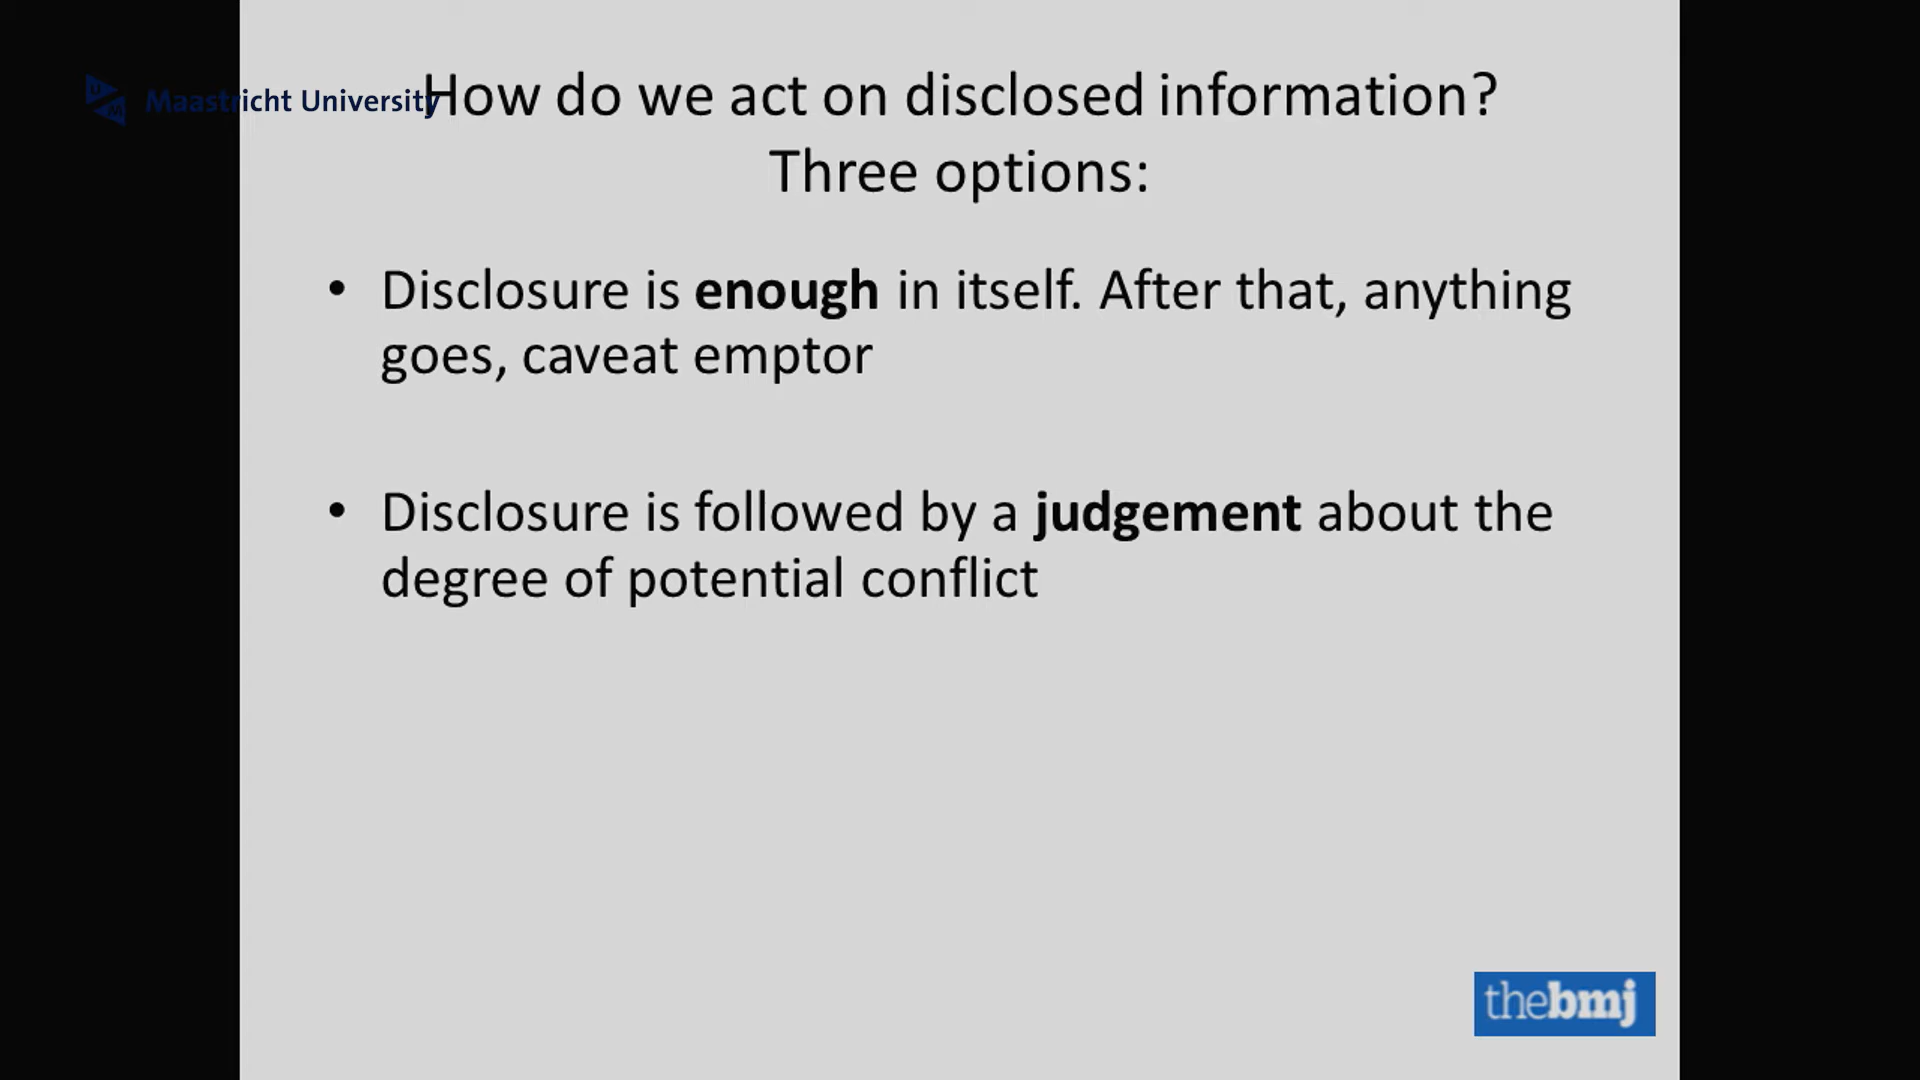 Maastricht University
How do we act on disclosed information?
Three options:
• Disclosure is enough in itself. After that, anything
goes, caveat emptor
• Disclosure is followed by a judgement about the
degree of potential conflict
thebmj